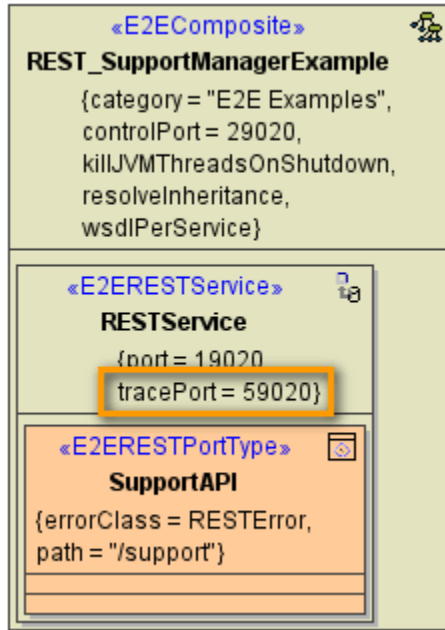 «E2EComposite»
REST_SupportManagerExample
{category = "E2E Examples",
controlPort = 29020,
killJVMThreadsOnShutdown,
resolveInheritance,
wsdlPerService}
«E2ERESTService»
RESTService
{port = 19020
tracePort = 59020}
«E2ERESTPortType»
SupportAPI
{errorClass = RESTError,
path = "/support"}